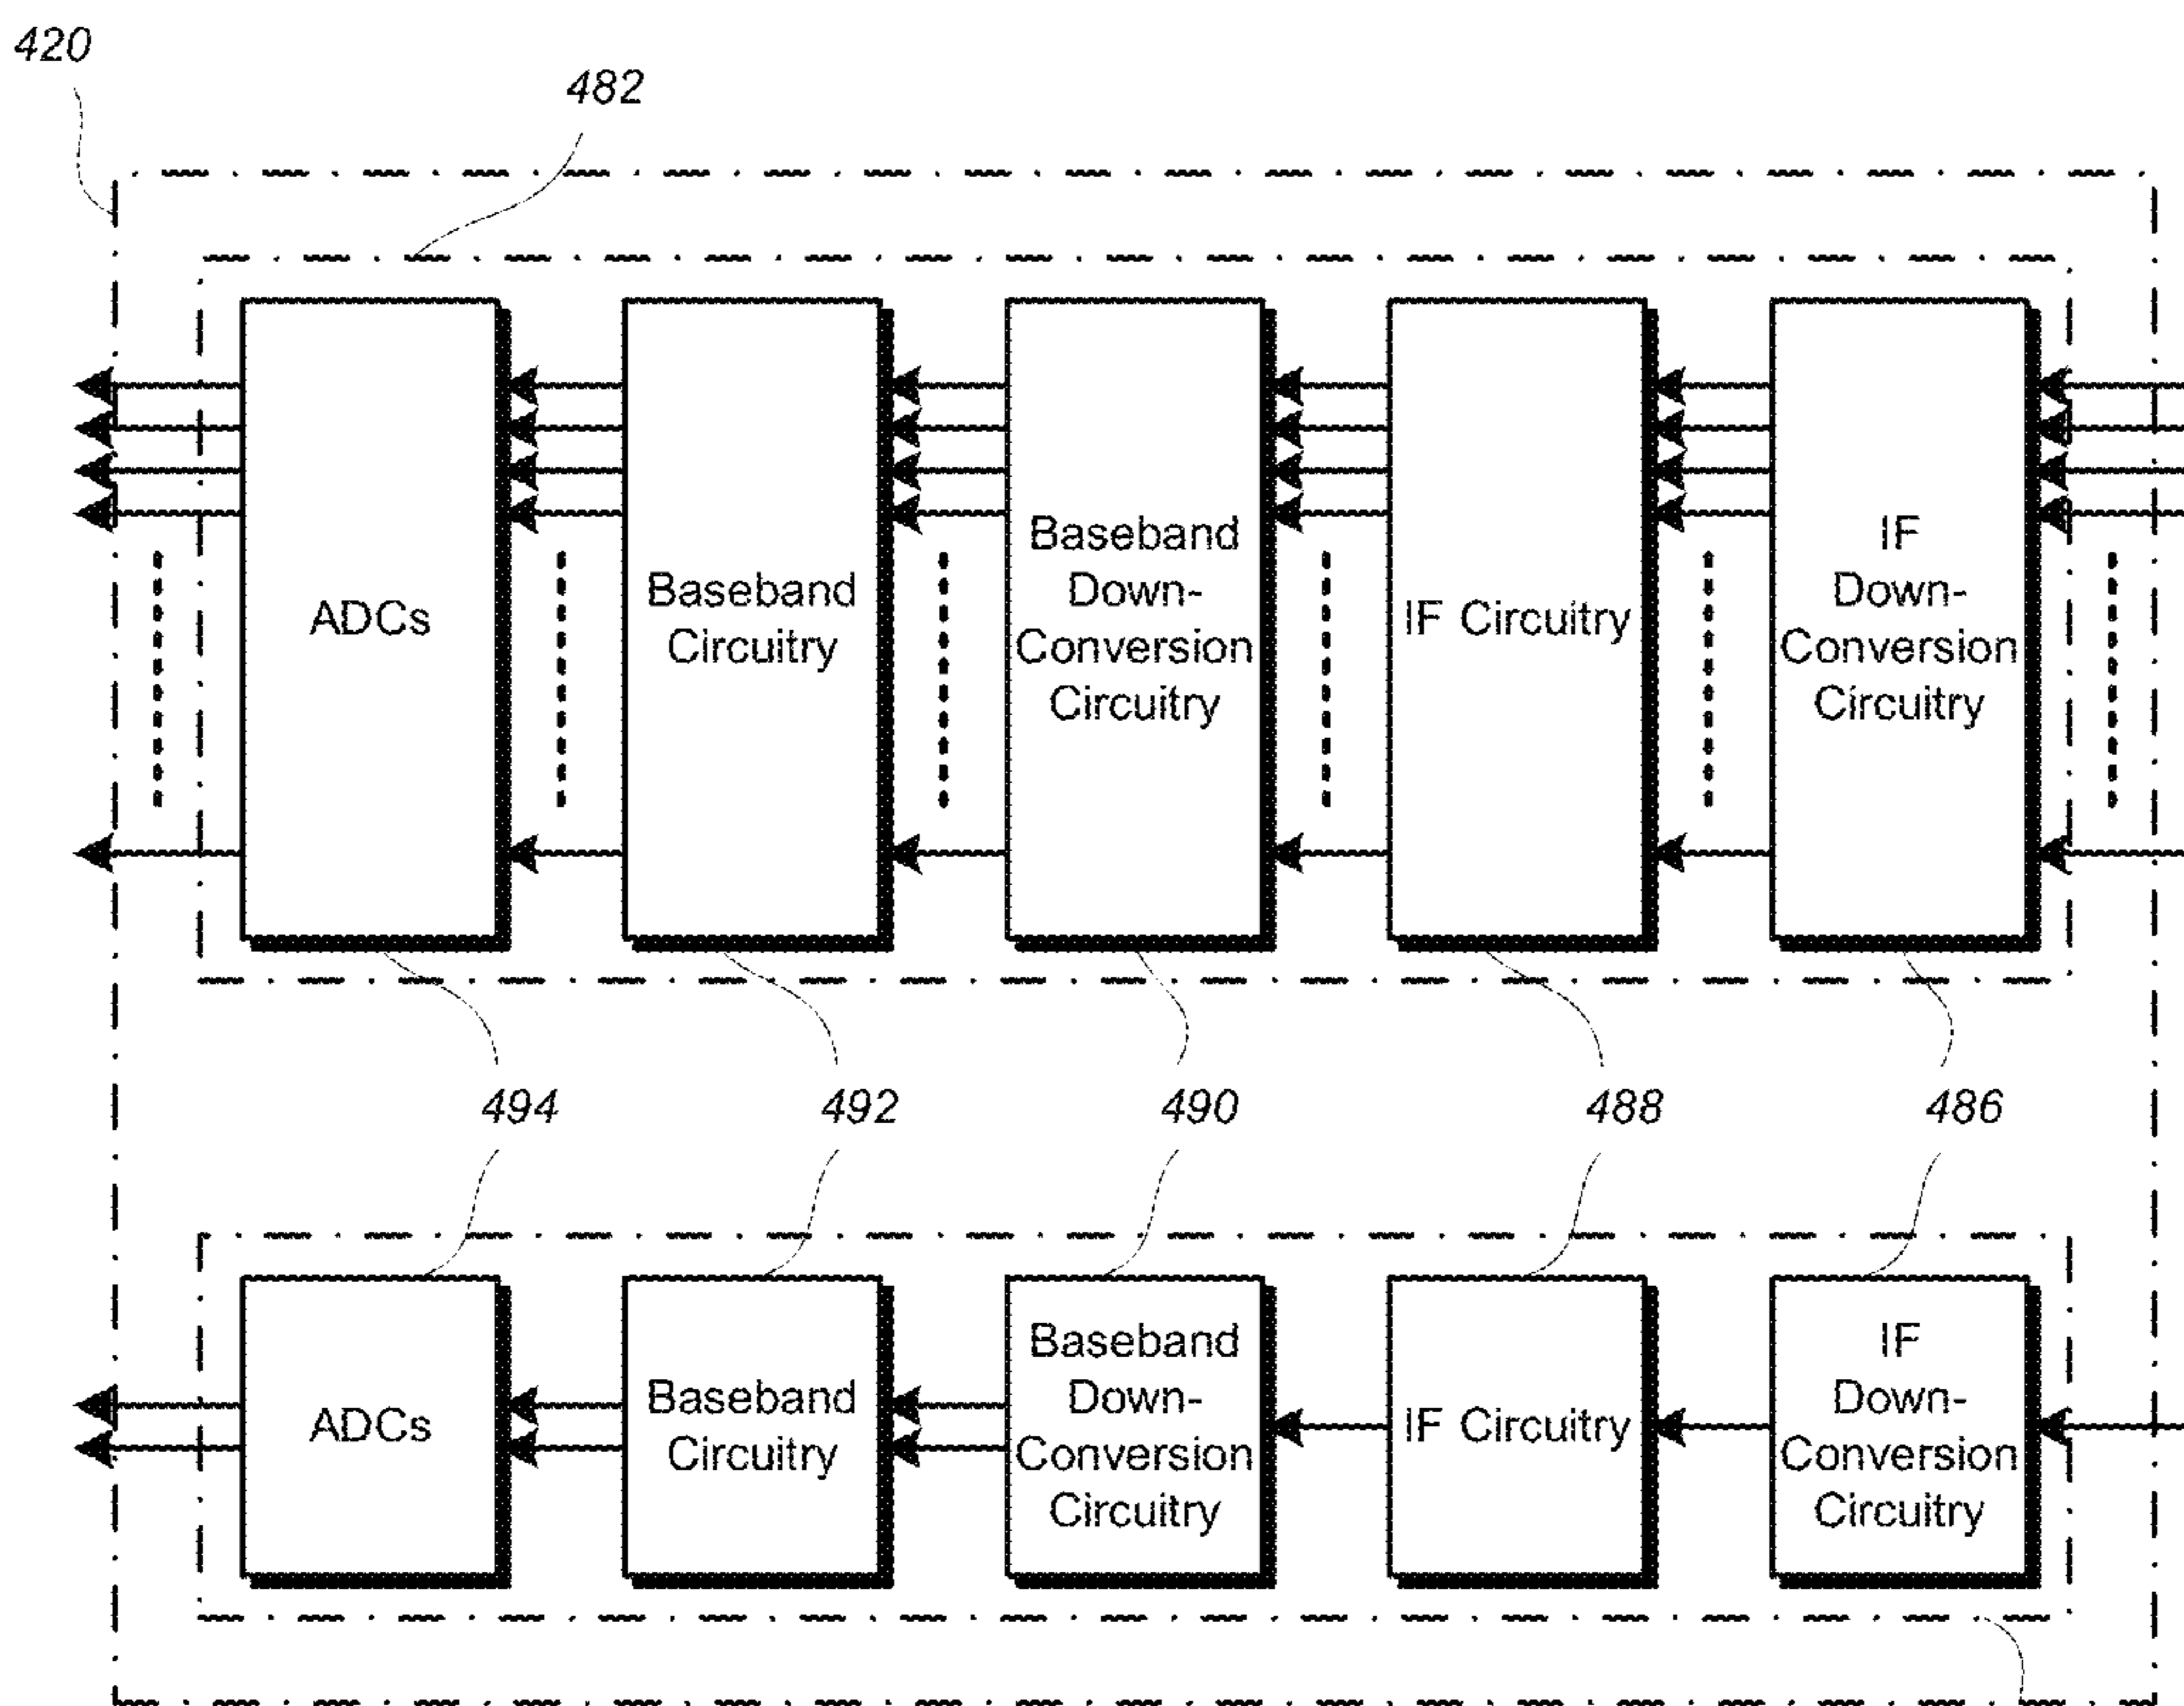 420
482
ADCs
Baseband
Circuitry
Baseband
Down-
Conversion
Circuitry
IF Circuitry
IF
Down-
Conversion
Circuitry
494
492
490
488
486
ADCs
Baseband
Circuitry
Baseband
Down-
Conversion
Circuitry
IF Circuitry
IF
Down-
Conversion
Circuitry